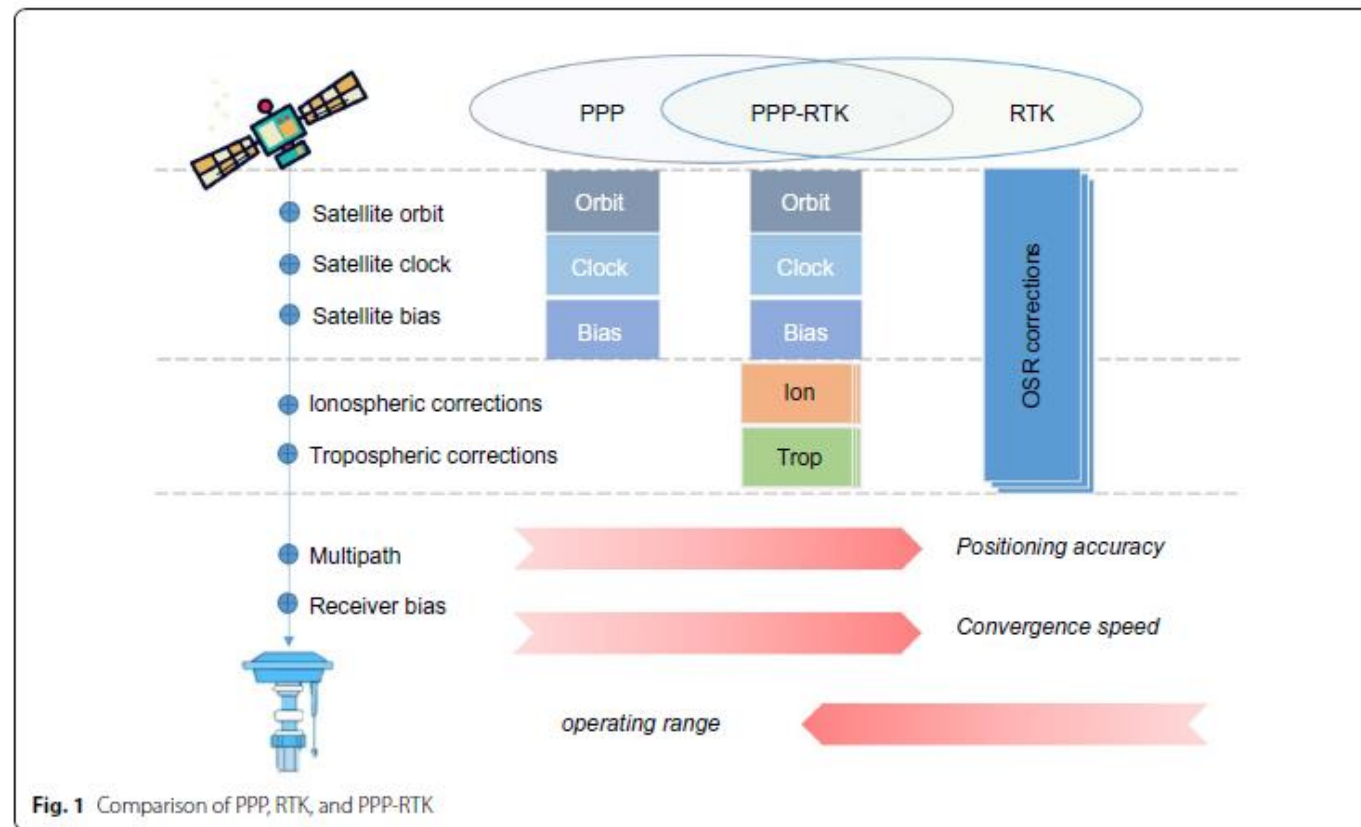 PPP
PPP-RTK
RTK
Satellite orbit
Satellite clock
Satellite bias
Orbit
Clock
Bias
Orbit
Clock
Bias
OSR corrections
Ionospheric corrections
Tropospheric corrections
Ion
Trop
Multipath
Receiver bias
Positioning accuracy
Convergence speed
operating range
Fig. 1 Comparison of PPP, RTK, and PPP-RTK